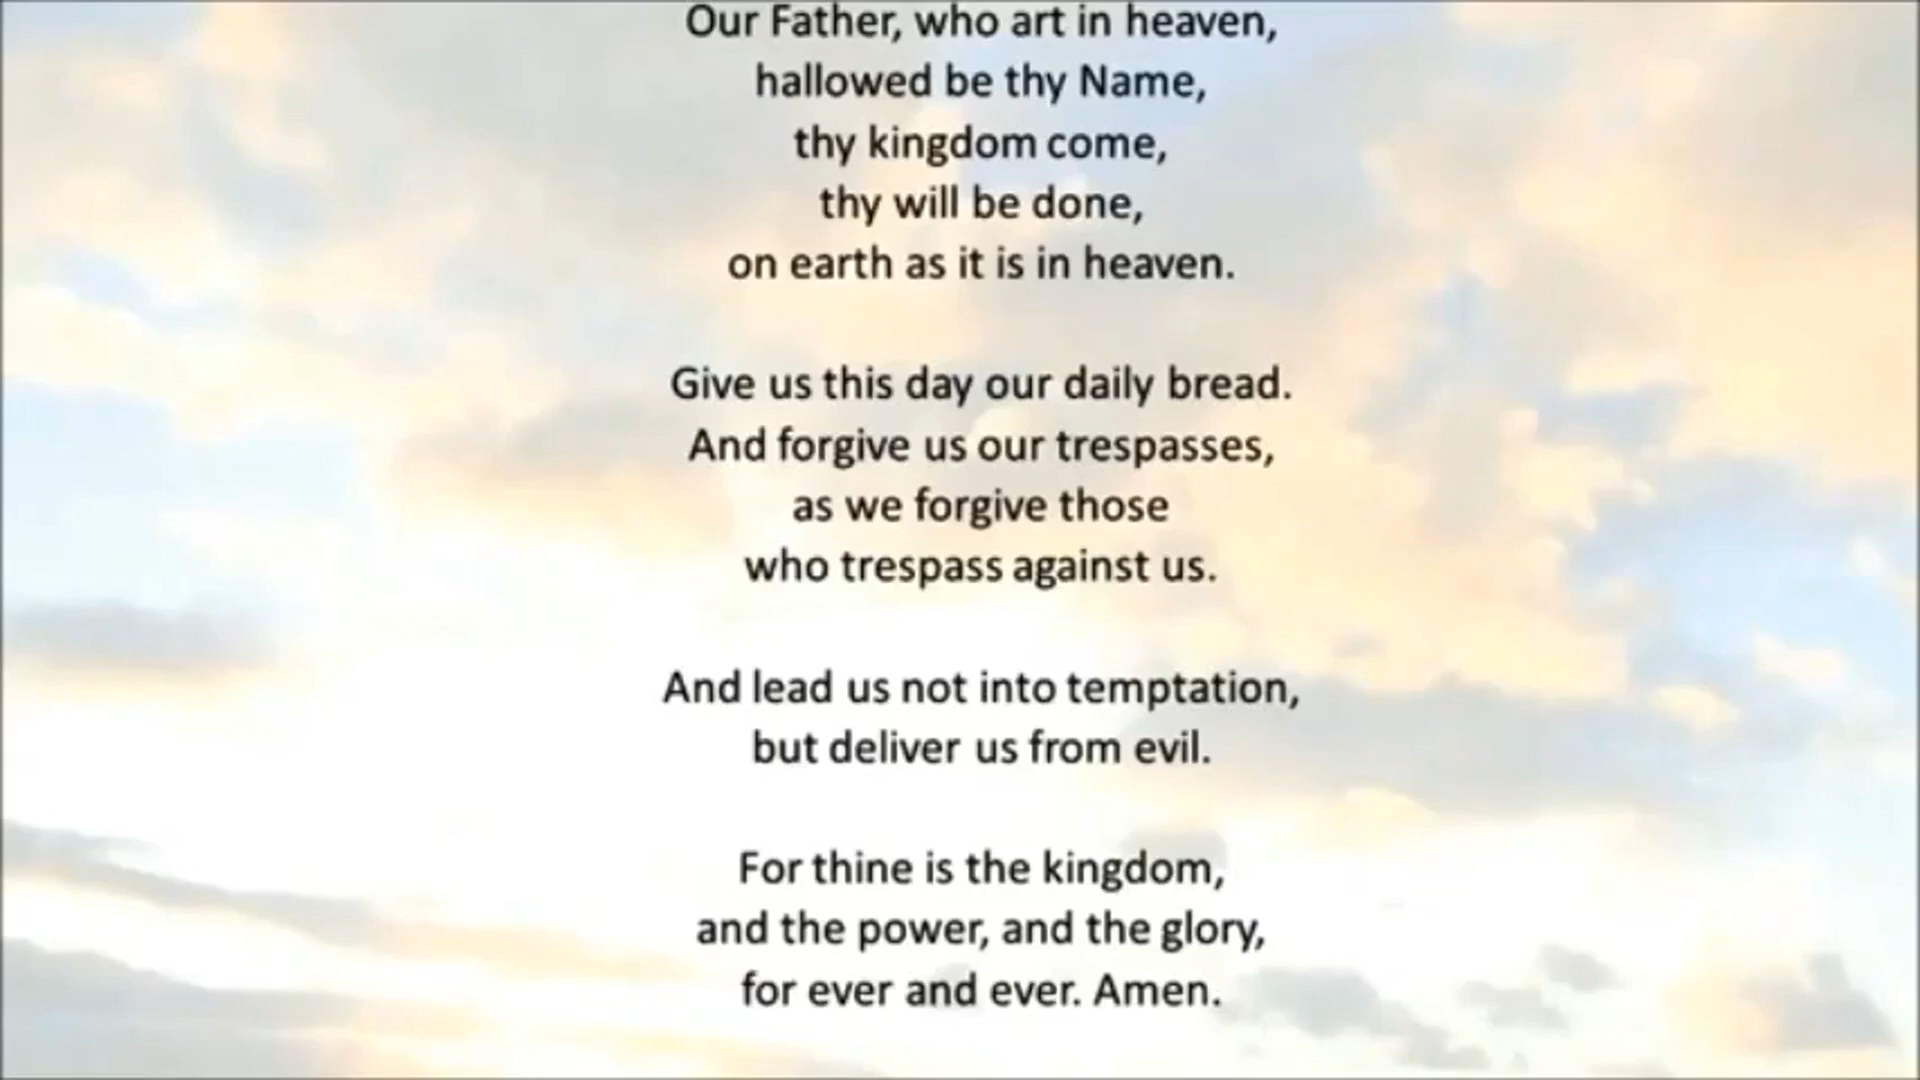 Our Father, who art in heaven,
hallowed be thy Name,
thy kingdom come,
thy will be done,
on earth as it is in heaven.
Give us this day our daily bread.
And forgive us our trespasses,
as we forgive those
who trespass against us.
And lead us not into temptation,
but deliver us from evil.
For thine is the kingdom,
and the power, and the glory,
for ever and ever. Amen.